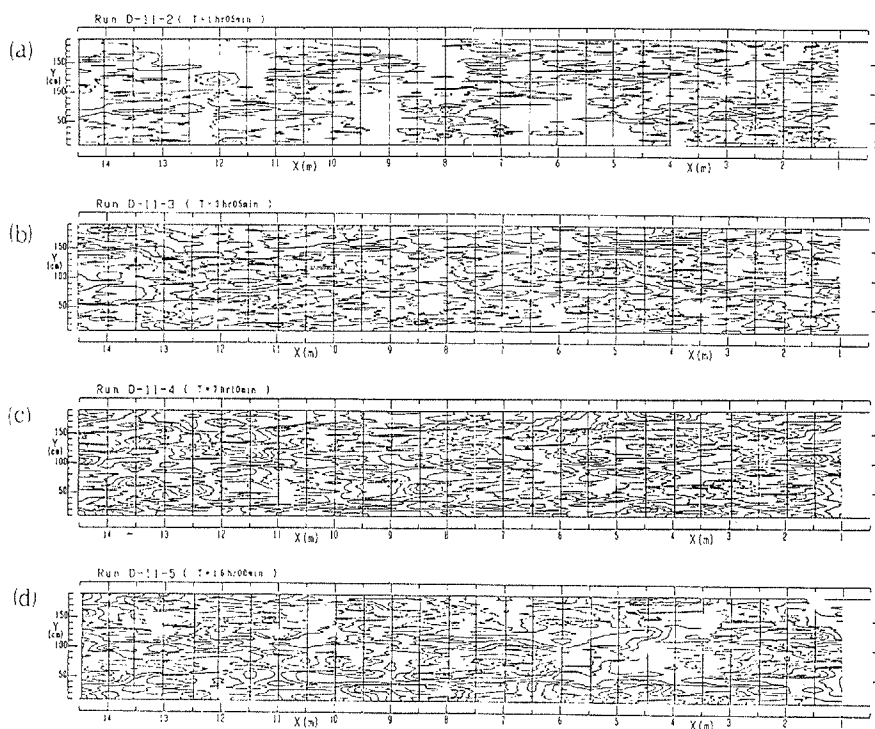 Run D-11-2 ( T=1hr05min )
(a)
150
Y
(cm)
100
50
14 13 12 11 10 9 8 7 6 5 4 3 2 1
X(m) X(m)
Run D-11-3 ( T=3hr05min )
(b)
150
Y
(cm)
100
50
14 13 12 11 10 9 8 7 6 5 4 3 2 1
X(m) X(m)
Run D-11-4 ( T=7hr10min )
(c)
150
Y
(cm)
100
50
14 13 12 11 10 9 8 7 6 5 4 3 2 1
X(m) X(m)
Run D-11-5 ( T=16hr00min )
(d)
150
Y
(cm)
100
50
14 13 12 11 10 9 8 7 6 5 4 3 2 1
X(m) X(m)